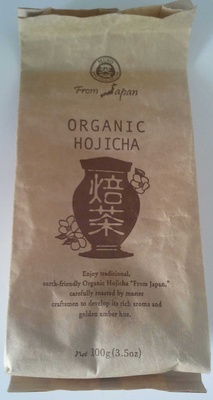 From Japan
ORGANIC
HOJICHA
焙茶
Enjoy traditional,
earth-friendly Organic Hojicha "From Japan,"
carefully roasted by master
craftsmen to develop its rich aroma and
golden amber hue.
Net 100g (3.5oz)